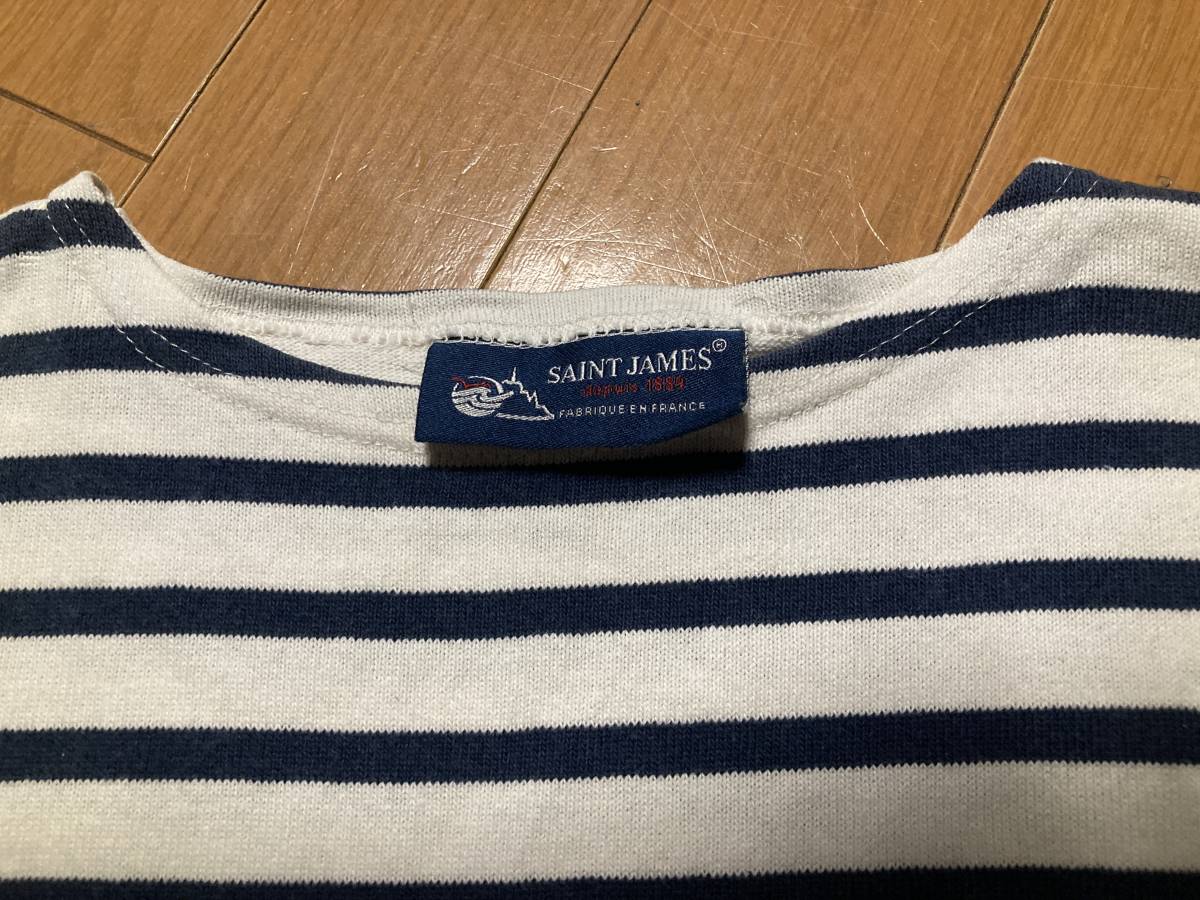 SAINT JAMES®
depuis 1889
FABRIQUE EN FRANCE